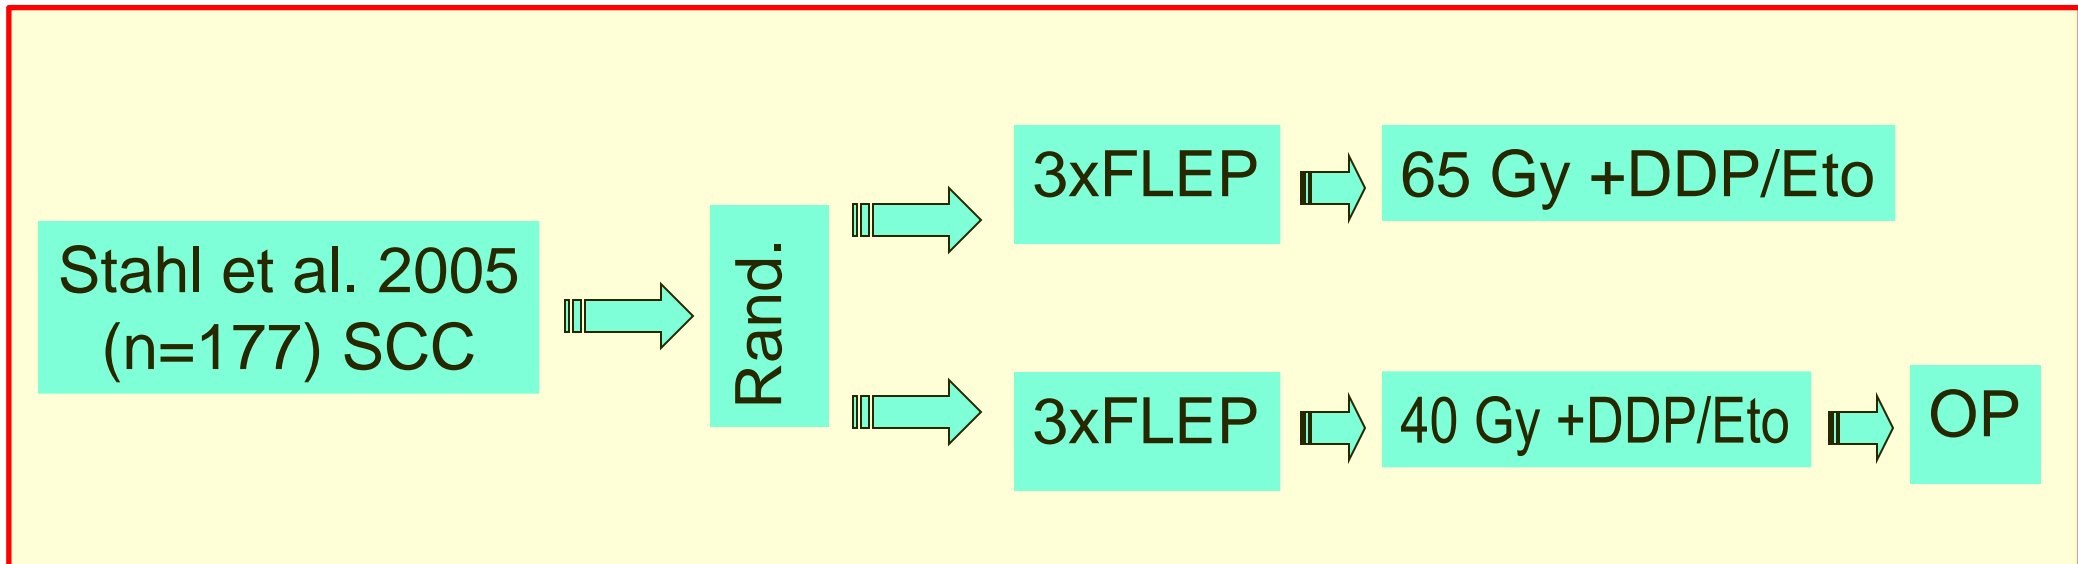 Stahl et al. 2005
(n=177) SCC
Rand.
3xFLEP
65 Gy +DDP/Eto
3xFLEP
40 Gy +DDP/Eto
OP